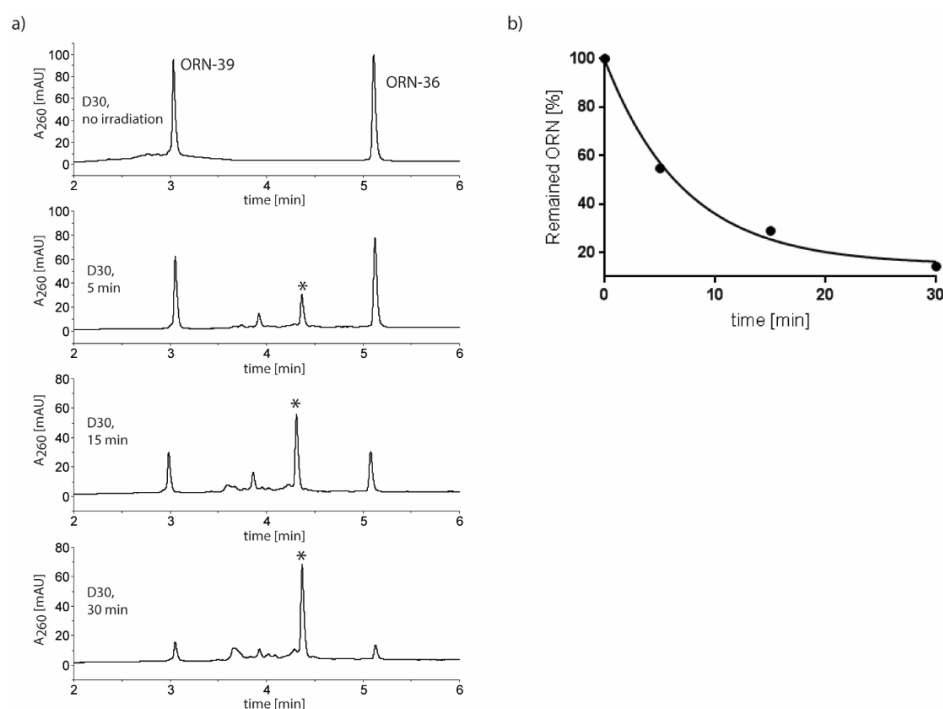 a)
100
80
60
40
20
0
A260 [mAU]
D30,
no irradiation
ORN-39
ORN-36
2 3 4 5 6
time [min]
100
80
60
40
20
0
A260 [mAU]
D30,
5 min
*
2 3 4 5 6
time [min]
80
60
40
20
0
A260 [mAU]
D30,
15 min
*
2 3 4 5 6
time [min]
80
60
40
20
0
A260 [mAU]
D30,
30 min
*
2 3 4 5 6
time [min]
b)
100
80
60
40
20
Remained ORN [%]
0 10 20 30
time [min]